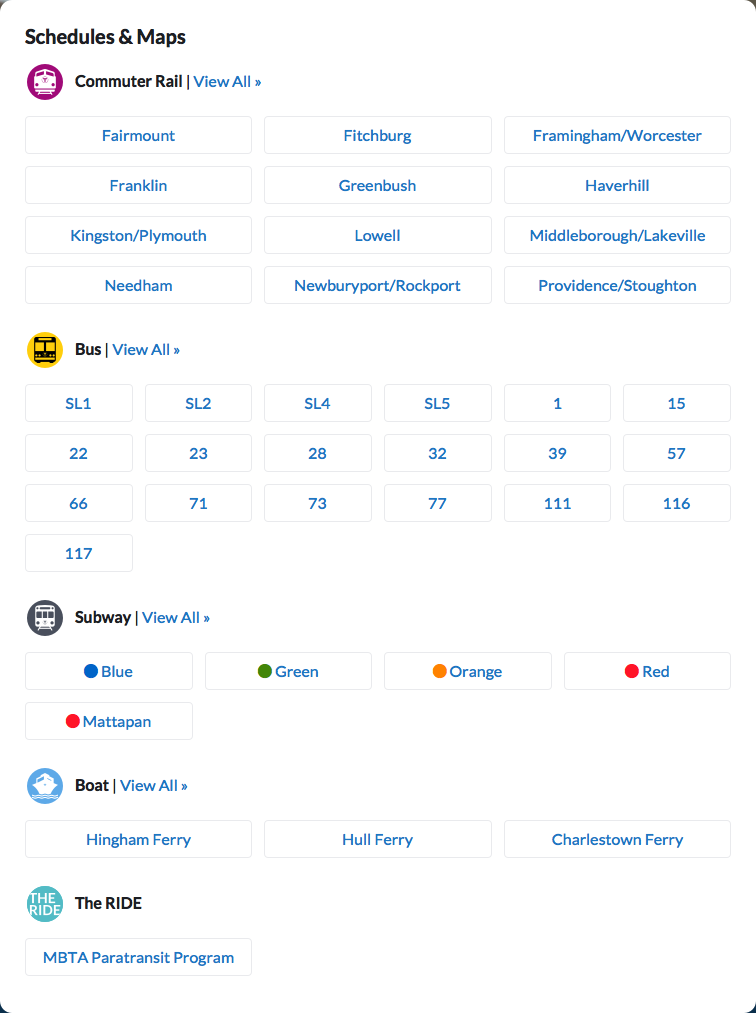 Schedules & Maps
Commuter Rail | View All »
Fairmount Fitchburg Framingham/Worcester
Franklin Greenbush Haverhill
Kingston/Plymouth Lowell Middleborough/Lakeville
Needham Newburyport/Rockport Providence/Stoughton
Bus | View All »
SL1 SL2 SL4 SL5 1 15
22 23 28 32 39 57
66 71 73 77 111 116
117
Subway | View All »
Blue Green Orange Red
Mattapan
Boat | View All »
Hingham Ferry Hull Ferry Charlestown Ferry
THE
RIDE
The RIDE
MBTA Paratransit Program